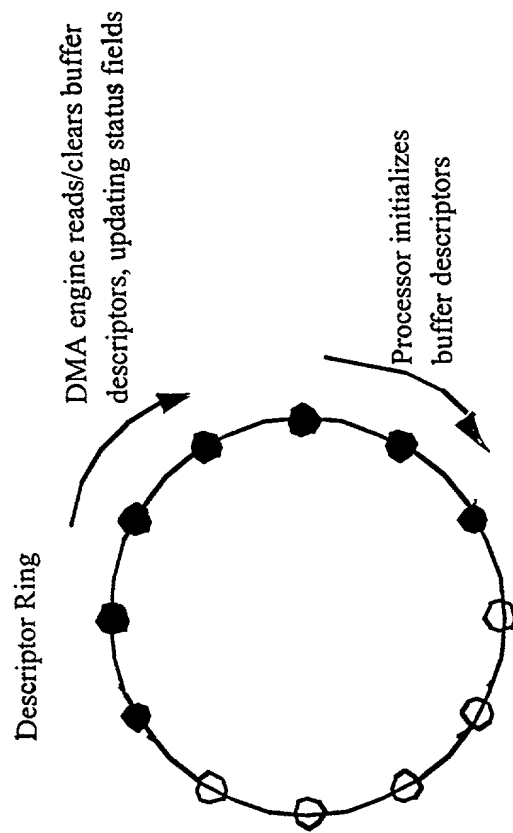 Descriptor Ring
DMA engine reads/clears buffer
descriptors, updating status fields
Processor initializes
buffer descriptors